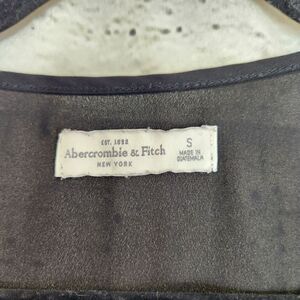 EST. 1892
Abercrombie & Fitch
NEW YORK
S
MADE IN
GUATEMALA